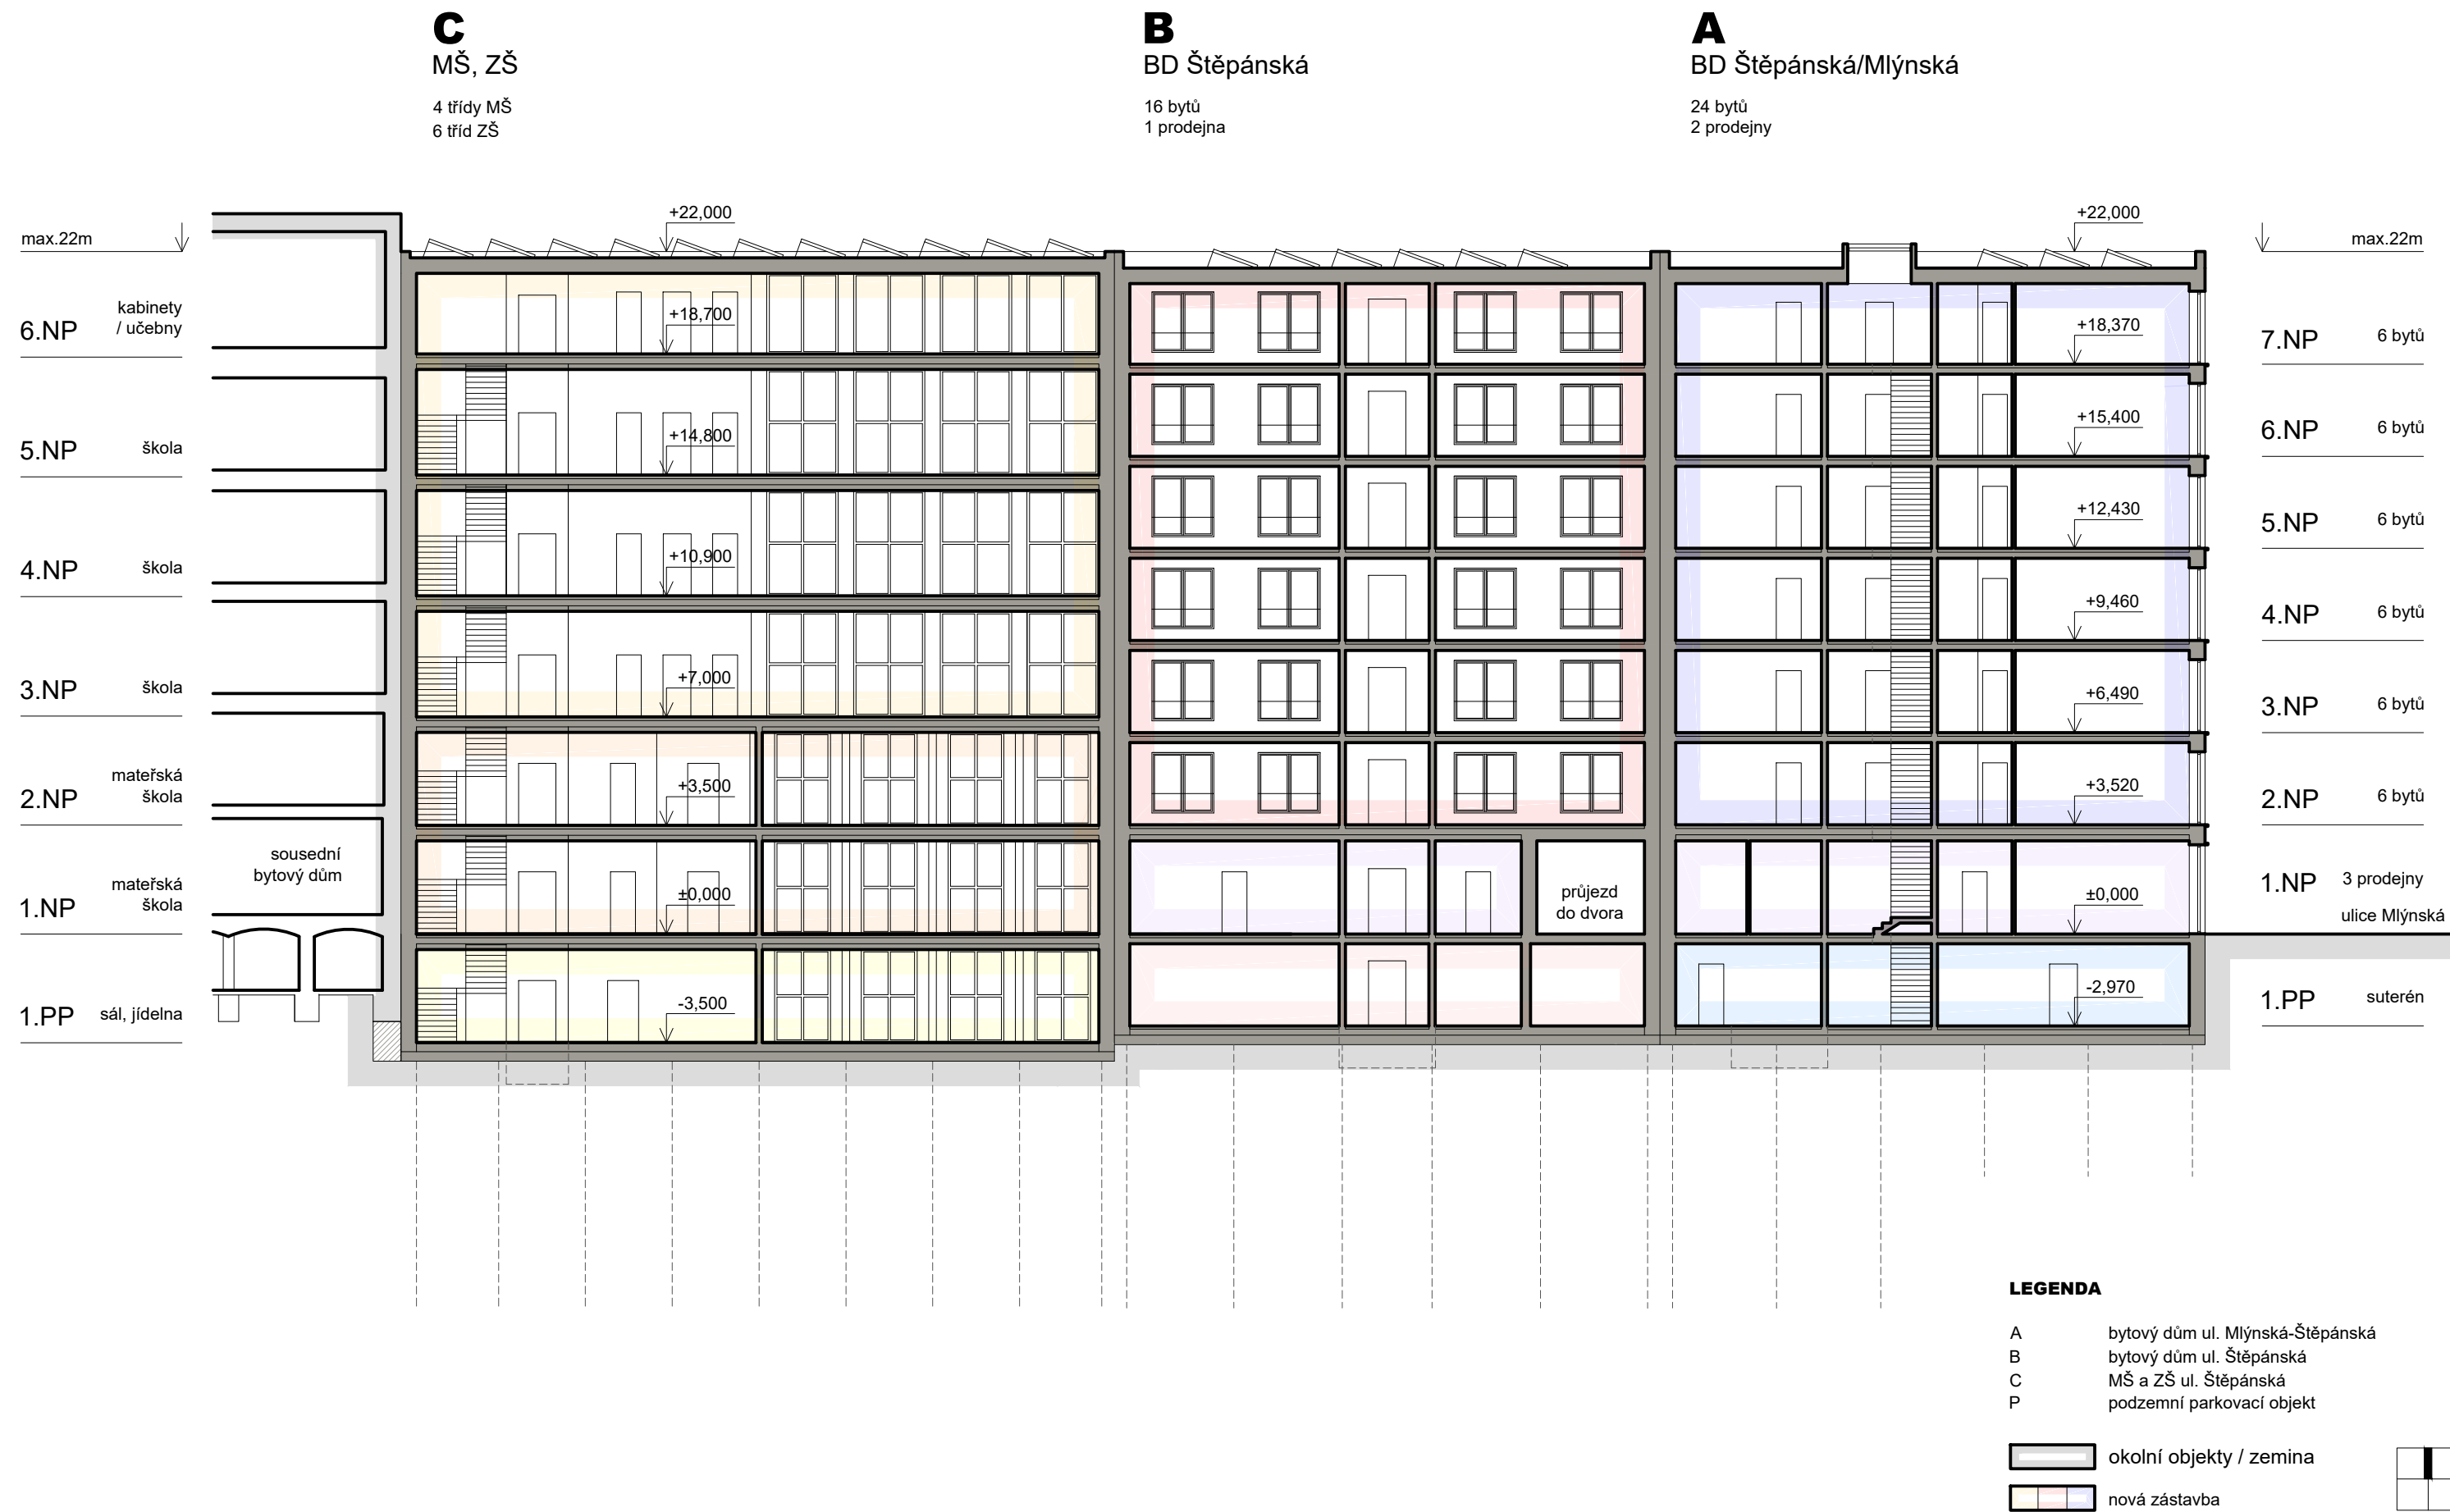 C
MŠ, ZŠ
4 třídy MŠ
6 tříd ZŠ
B
BD Štěpánská
16 bytů
1 prodejna
A
BD Štěpánská/Mlýnská
24 bytů
2 prodejny
max.22m
+22,000
+22,000
max.22m
6.NP
kabinety
/ učebny
+18,700
+18,370
7.NP
6 bytů
5.NP
škola
+14,800
+15,400
6.NP
6 bytů
4.NP
škola
+10,900
+12,430
5.NP
6 bytů
+9,460
4.NP
6 bytů
3.NP
škola
+7,000
+6,490
3.NP
6 bytů
2.NP
mateřská
škola
+3,500
+3,520
2.NP
6 bytů
1.NP
mateřská
škola
sousední
bytový dům
±0,000
průjezd
do dvora
±0,000
1.NP
3 prodejny
ulice Mlýnská
1.PP
sál, jídelna
-3,500
-2,970
1.PP
suterén
LEGENDA
A bytový dům ul. Mlýnská-Štěpánská
B bytový dům ul. Štěpánská
C MŠ a ZŠ ul. Štěpánská
P podzemní parkovací objekt
okolní objekty / zemina
nová zástavba